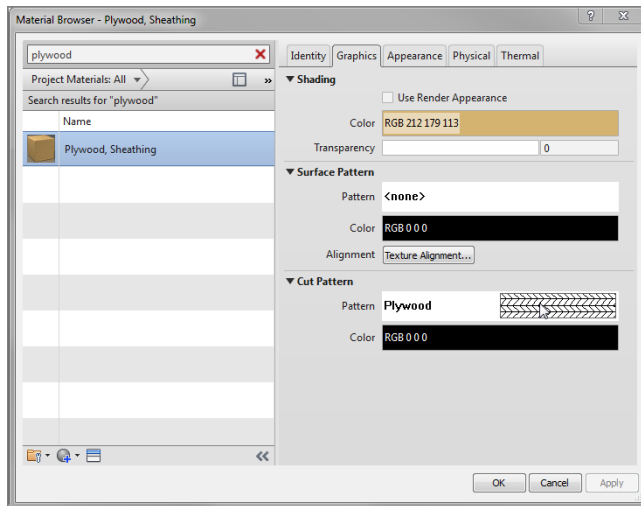 Material Browser - Plywood, Sheathing
plywood
Project Materials: All
»
Search results for "plywood"
Name
Plywood, Sheathing
Identity Graphics Appearance Physical Thermal
Shading
Use Render Appearance
Color RGB 212 179 113
Transparency 0
Surface Pattern
Pattern <none>
Color RGB 0 0 0
Alignment Texture Alignment...
Cut Pattern
Pattern Plywood
Color RGB 0 0 0
OK Cancel Apply